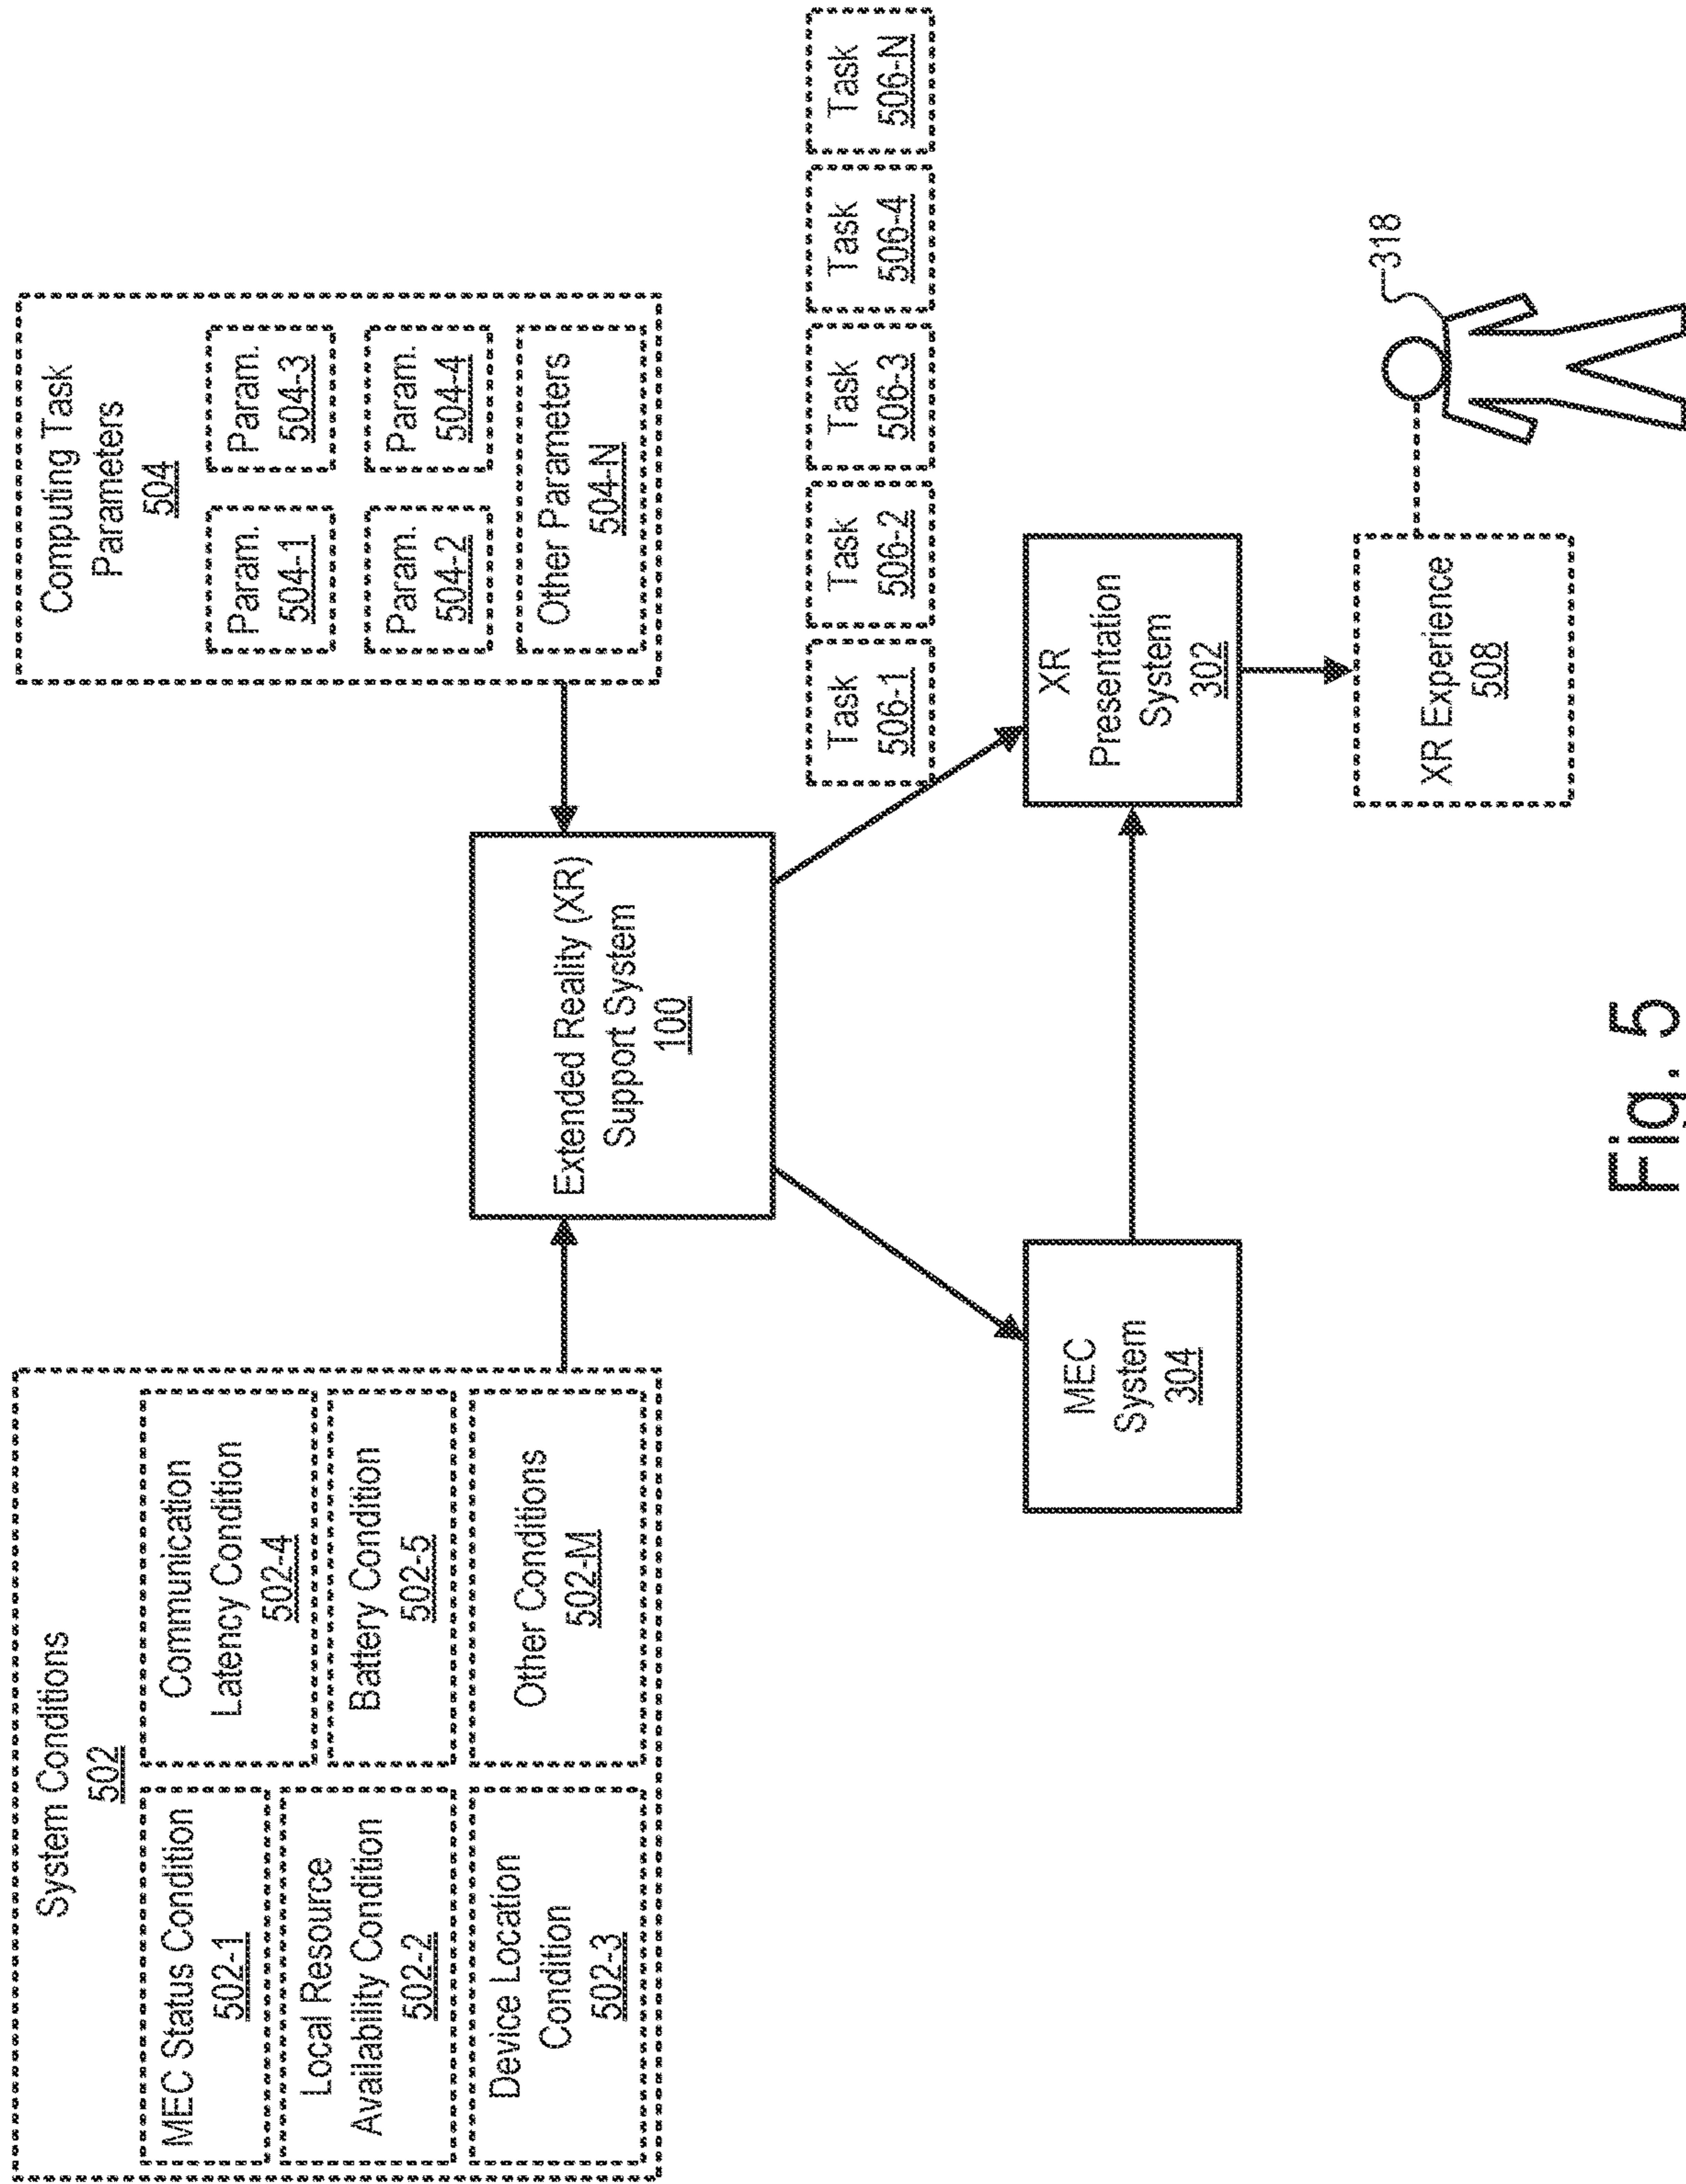 System Conditions
502
MEC Status Condition
502-1
Local Resource
Availability Condition
502-2
Device Location
Condition
502-3
Communication
Latency Condition
502-4
Battery Condition
502-5
Other Conditions
502-M
Computing Task
Parameters
504
Param.
504-1
Param.
504-2
Param.
504-3
Param.
504-4
Other Parameters
504-N
Extended Reality (XR)
Support System
100
Task
506-1
Task
506-2
Task
506-3
Task
506-4
Task
506-N
MEC
System
304
XR
Presentation
System
302
XR Experience
508
318
Fig. 5